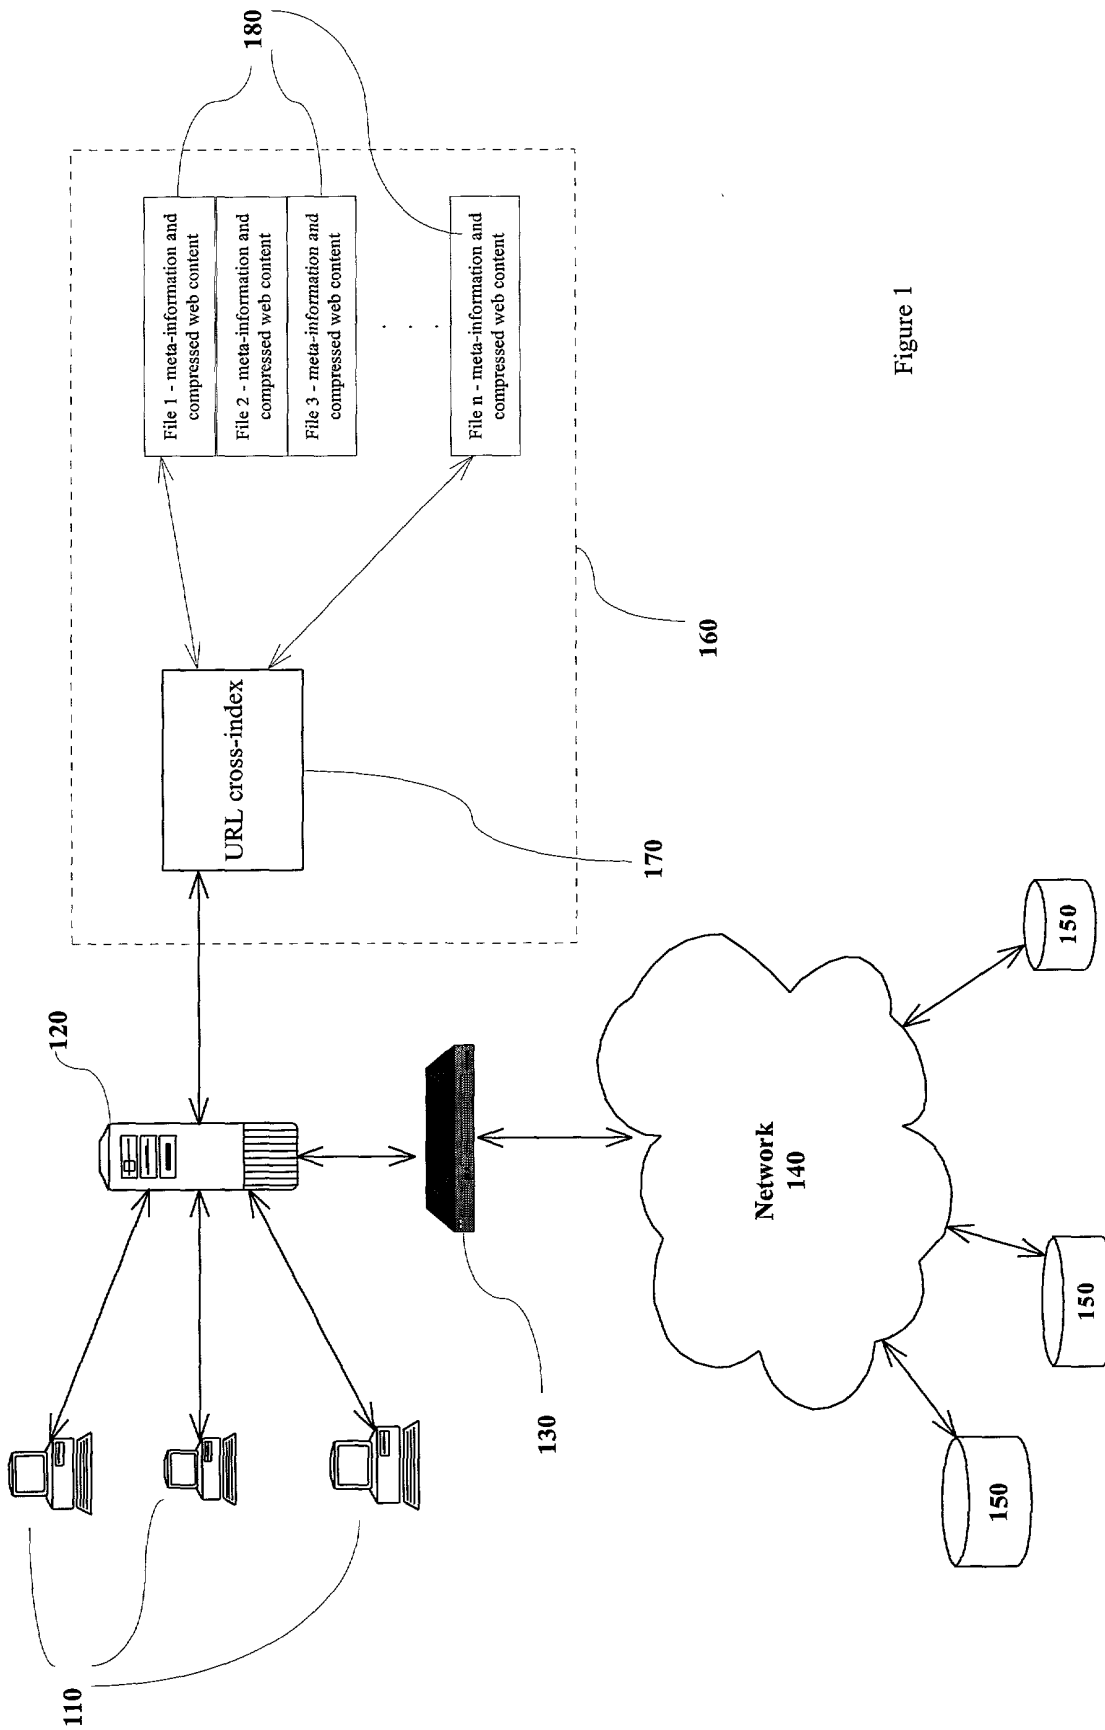 110
120
130
Network
140
150
150
150
160
170
URL cross-index
180
File 1 - meta-information and
compressed web content
File 2 - meta-information and
compressed web content
File 3 - meta-information and
compressed web content
. . . .
File n - meta-information and
compressed web content
Figure 1